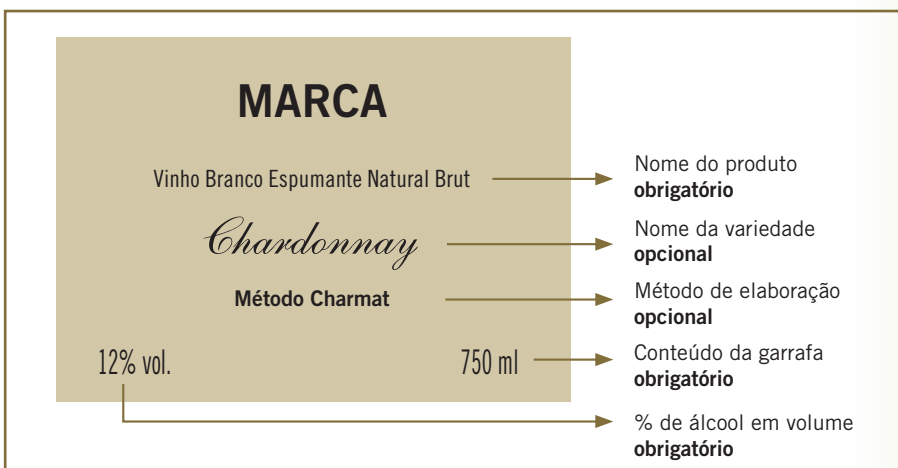 MARCA
Vinho Branco Espumante Natural Brut
Nome do produto
obrigatório
Chardonnay
Nome da variedade
opcional
Método Charmat
Método de elaboração
opcional
12% vol.
750 ml
Conteúdo da garrafa
obrigatório
% de álcool em volume
obrigatório